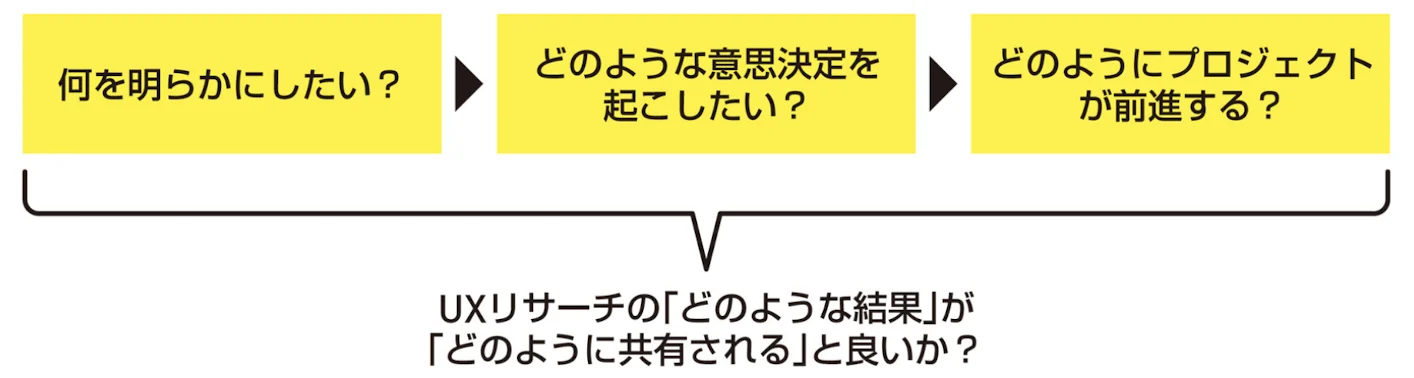 何を明らかにしたい？
どのような意思決定を
起こしたい？
どのようにプロジェクト
が前進する？
UXリサーチの｢どのような結果｣が
｢どのように共有される｣と良いか？